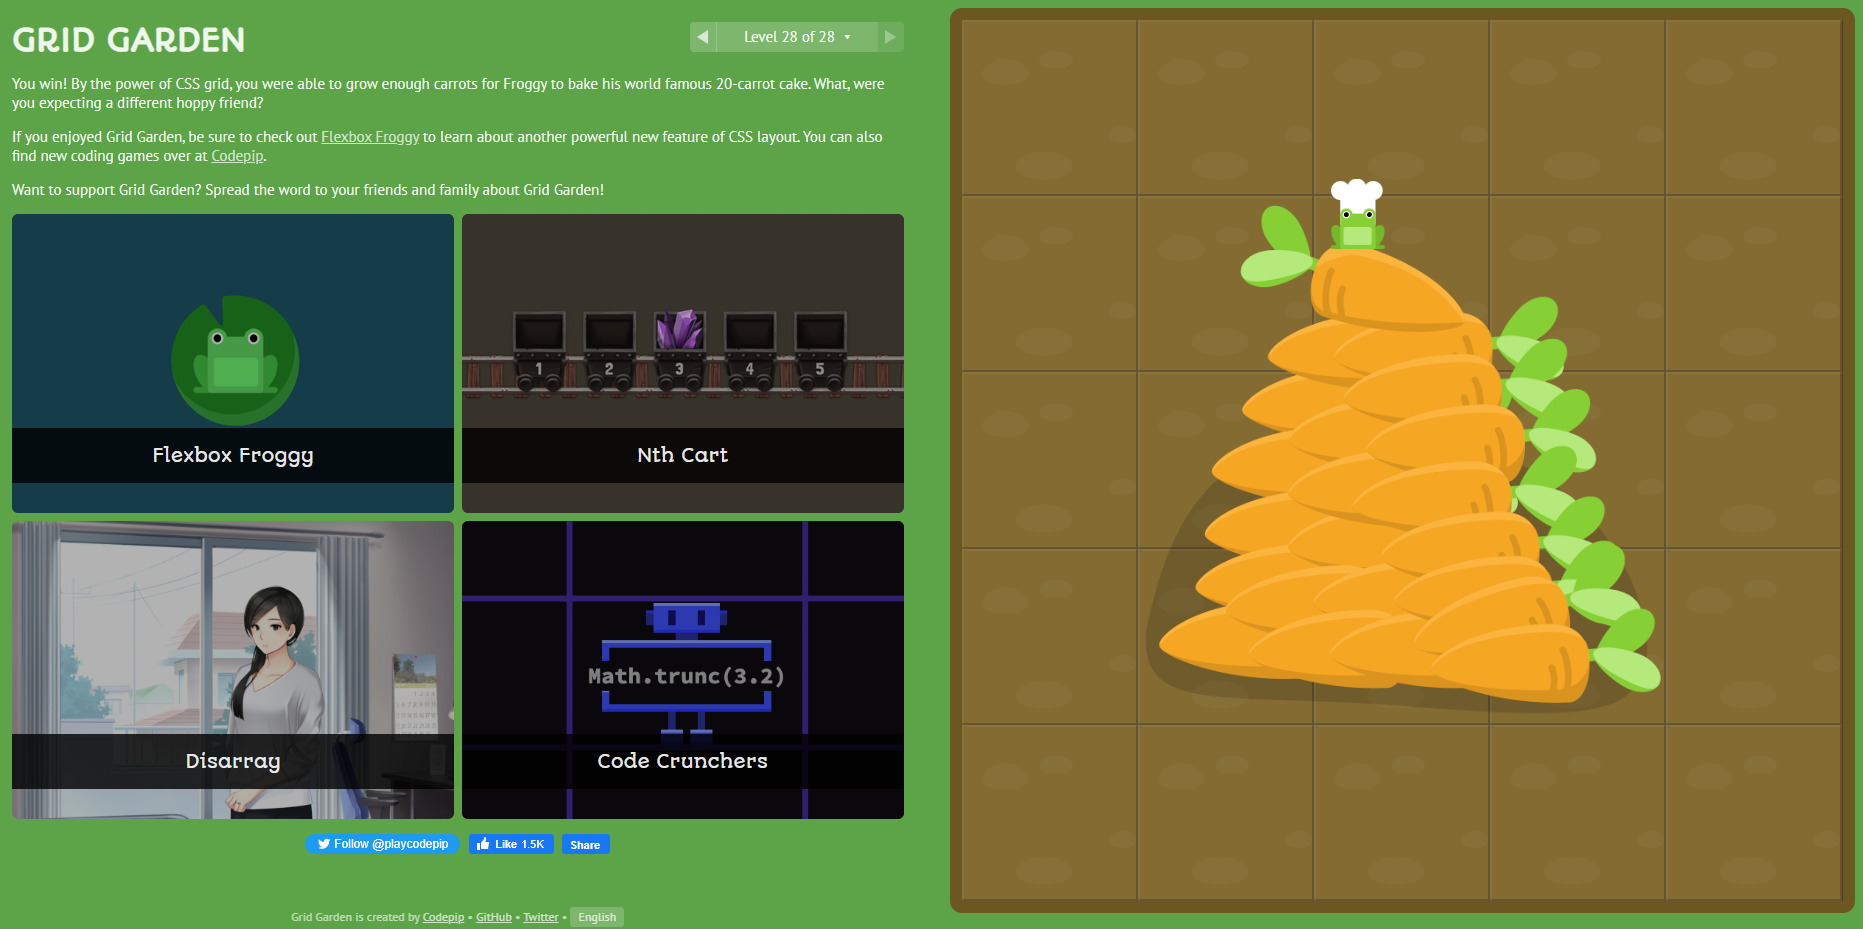 GRID GARDEN
Level 28 of 28
You win! By the power of CSS grid, you were able to grow enough carrots for Froggy to bake his world famous 20-carrot cake. What, were
you expecting a different hoppy friend?
If you enjoyed Grid Garden, be sure to check out Flexbox Froggy to learn about another powerful new feature of CSS layout. You can also
find new coding games over at Codepip.
Want to support Grid Garden? Spread the word to your friends and family about Grid Garden!
Flexbox Froggy
1 2 3 4 5
Nth Cart
Disarray
Math.trunc(3.2)
Code Crunchers
Follow @playcodepip
Like 1.5K
Share
Grid Garden is created by Codepip • GitHub • Twitter • English